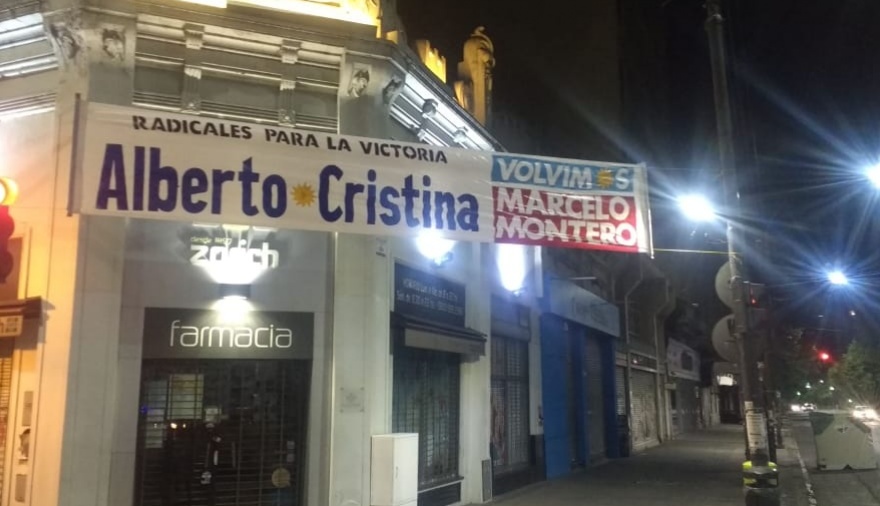 RADICALES PARA LA VICTORIA
Alberto Cristina
VOLVIMOS
MARCELO
MONTERO
zurich
farmacia